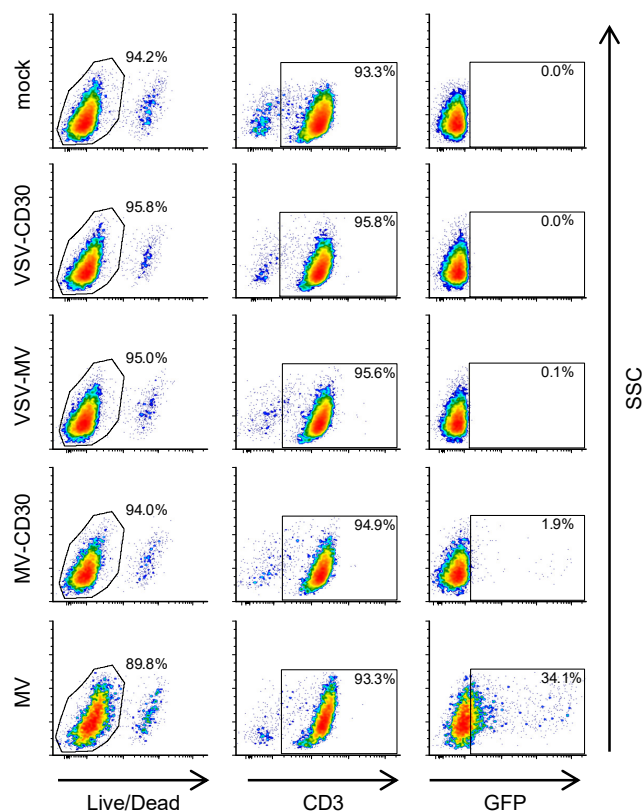 mock
94.2%
93.3%
0.0%
VSV-CD30
95.8%
95.8%
0.0%
VSV-MV
95.0%
95.6%
0.1%
MV-CD30
94.0%
94.9%
1.9%
MV
89.8%
93.3%
34.1%
SSC
Live/Dead
CD3
GFP